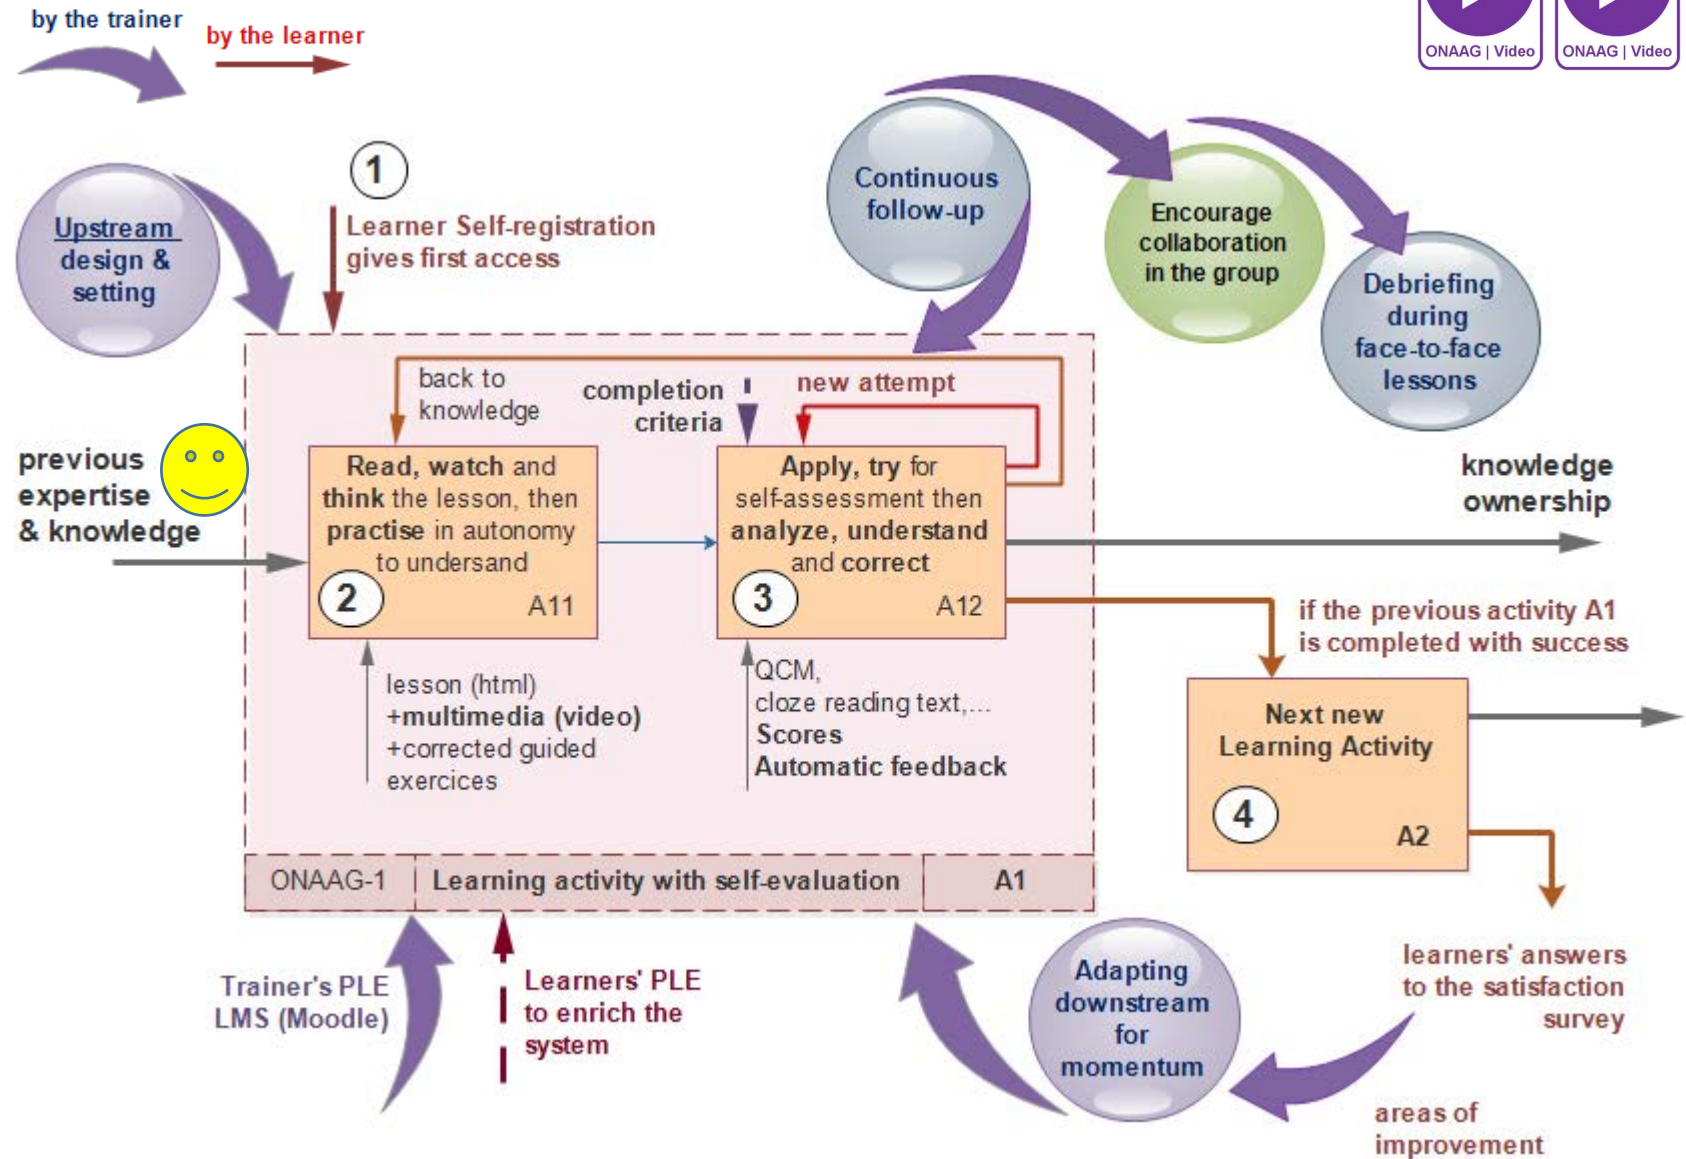 by the trainer
by the learner
ONAAG | Video
ONAAG | Video
1
Learner Self-registration
gives first access
Upstream
design &
setting
Continuous
follow-up
Encourage
collaboration
in the group
Debriefing
during
face-to-face
lessons
back to
knowledge
completion
criteria
new attempt
previous
expertise
& knowledge
Read, watch and
think the lesson, then
practise in autonomy
to undersand
2
A11
Apply, try for
self-assessment then
analyze, understand
and correct
3
A12
knowledge
ownership
if the previous activity A1
is completed with success
lesson (html)
+multimedia (video)
+corrected guided
exercices
QCM,
cloze reading text,...
Scores
Automatic feedback
Next new
Learning Activity
4
A2
ONAAG-1
Learning activity with self-evaluation
A1
Trainer's PLE
LMS (Moodle)
Learners' PLE
to enrich the
system
Adapting
downstream
for
momentum
learners' answers
to the satisfaction
survey
areas of
improvement